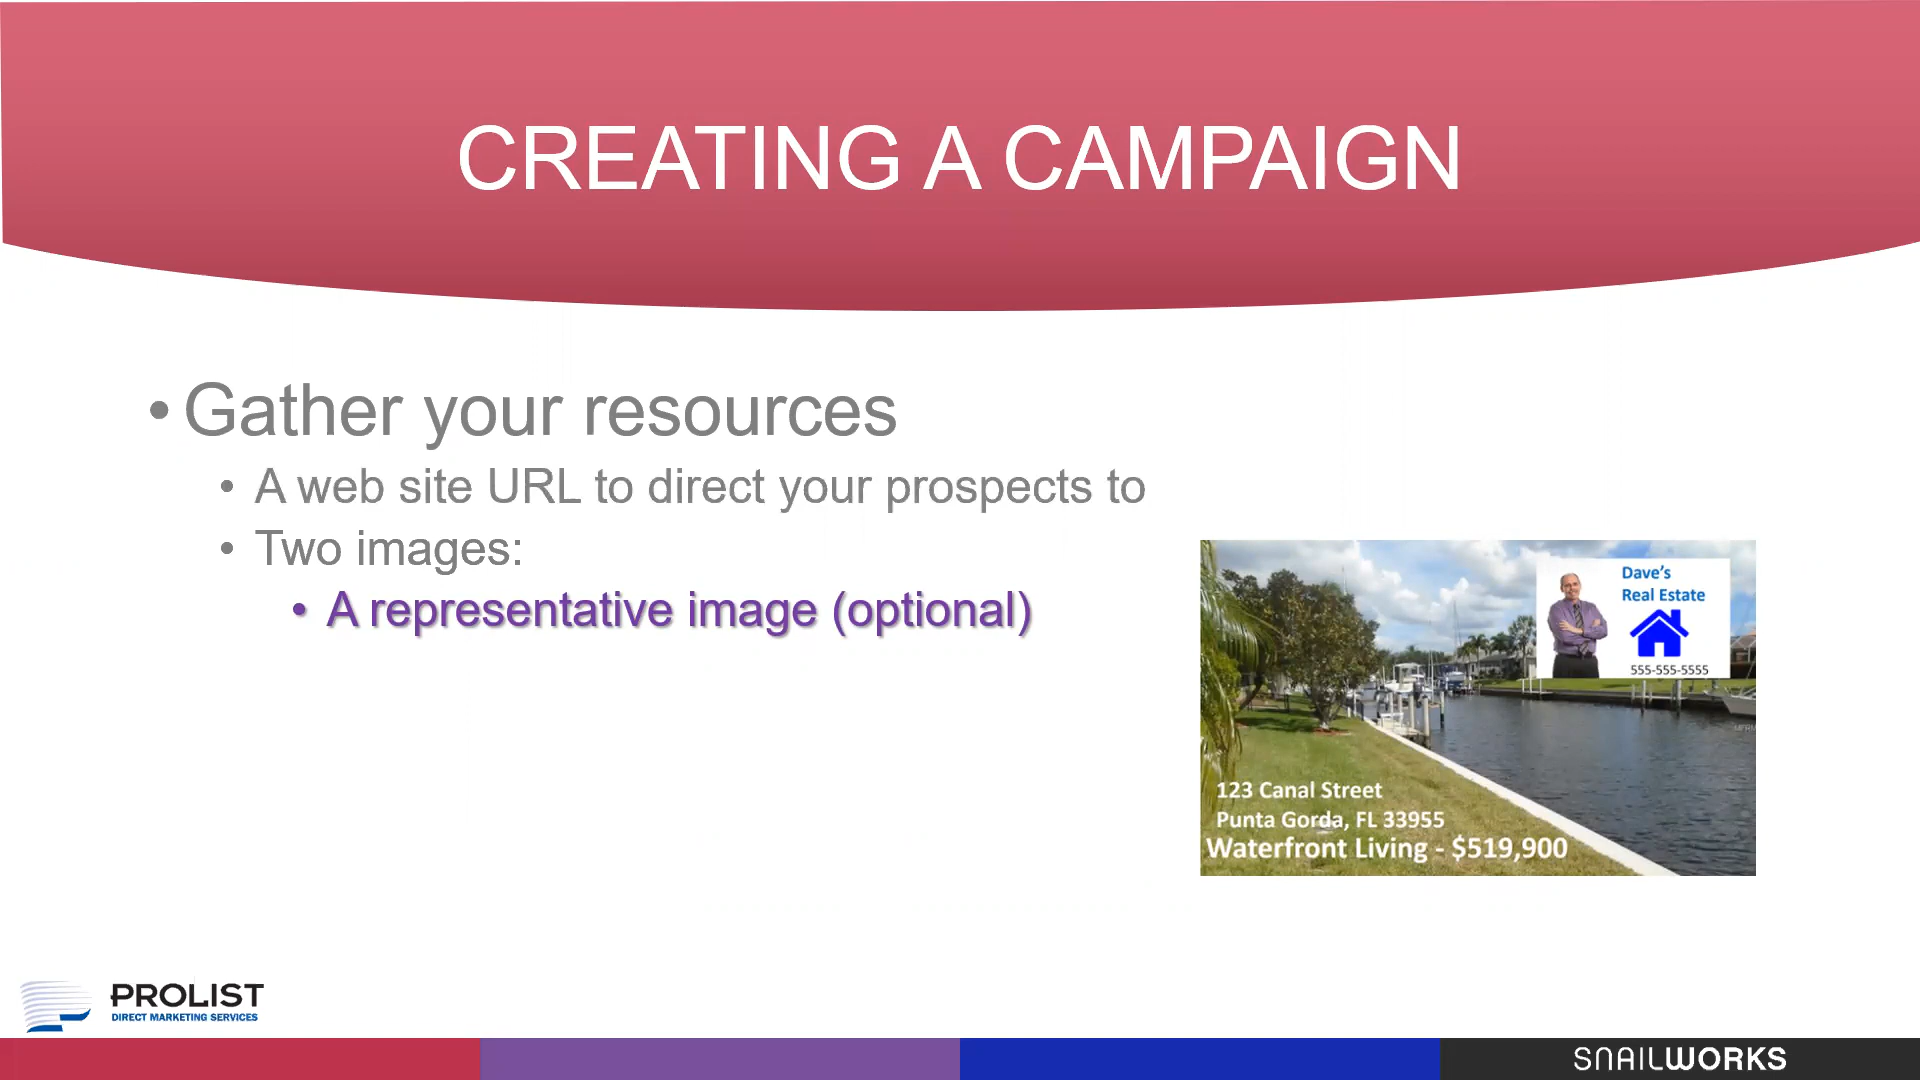 CREATING A CAMPAIGN
• Gather your resources
• A web site URL to direct your prospects to
• Two images:
• A representative image (optional)
Dave's
Real Estate
555-555-5555
123 Canal Street
Punta Gorda, FL 33955
Waterfront Living - $519,900
PROLIST
DIRECT MARKETING SERVICES
SNAILWORKS